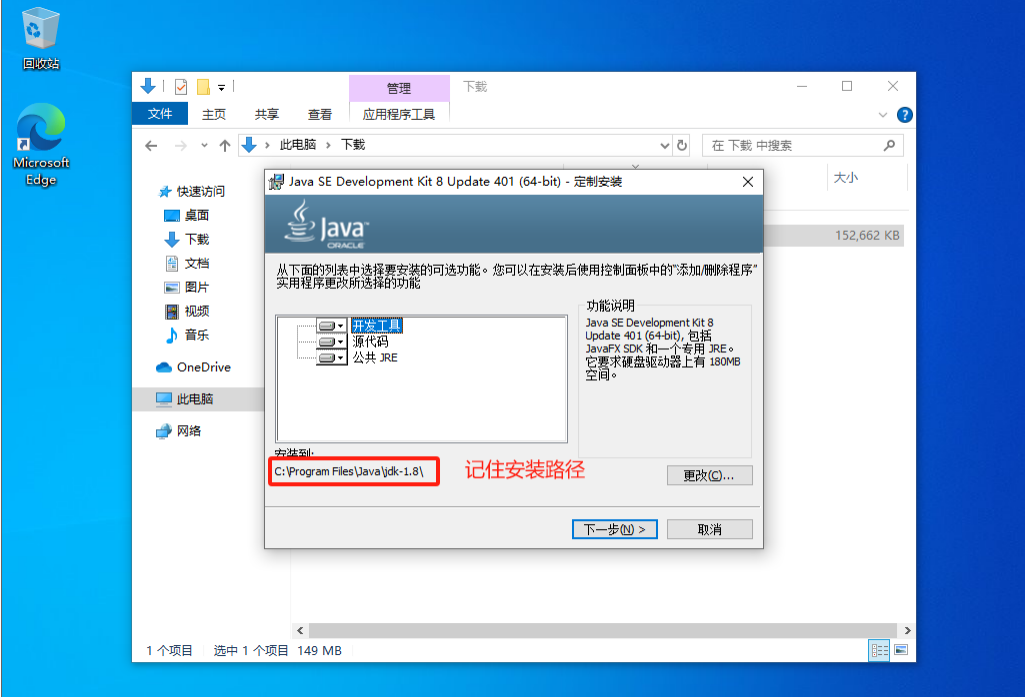 回收站
Microsoft
Edge
管理
下载
文件
主页
共享
查看
应用程序工具
此电脑 › 下载
在 下载 中搜索
大小
快速访问
桌面
下载
文档
图片
视频
音乐
OneDrive
此电脑
网络
152,662 KB
Java SE Development Kit 8 Update 401 (64-bit) - 定制安装
Java
ORACLE
从下面的列表中选择要安装的可选功能。您可以在安装后使用控制面板中的"添加/删除程序"
实用程序更改所选择的功能
开发工具
源代码
公共 JRE
功能说明
Java SE Development Kit 8
Update 401 (64-bit), 包括
JavaFX SDK 和一个专用 JRE。
它要求硬盘驱动器上有 180MB
空间。
安装到:
C:\Program Files\Java\jdk-1.8\
记住安装路径
更改(C)...
下一步(N) >
取消
1 个项目
选中 1 个项目 149 MB